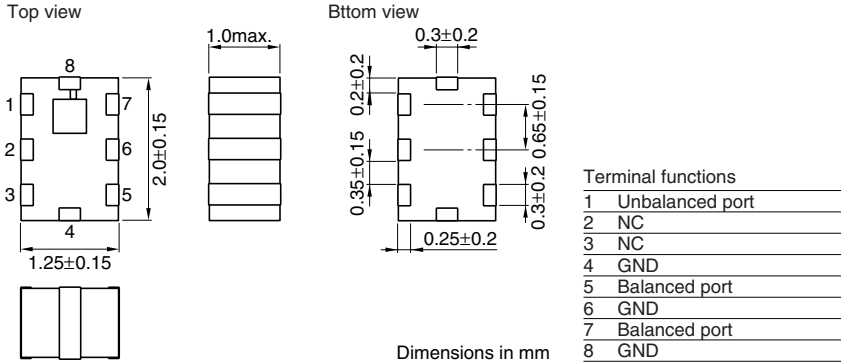 Top view
Bttom view
1.0max.
0.3±0.2
8
1
7
2
6
3
5
4
2.0±0.15
1.25±0.15
0.2±0.2
0.35±0.15
0.65±0.15
0.3±0.2
0.25±0.2
Dimensions in mm
Terminal functions
1 Unbalanced port
2 NC
3 NC
4 GND
5 Balanced port
6 GND
7 Balanced port
8 GND